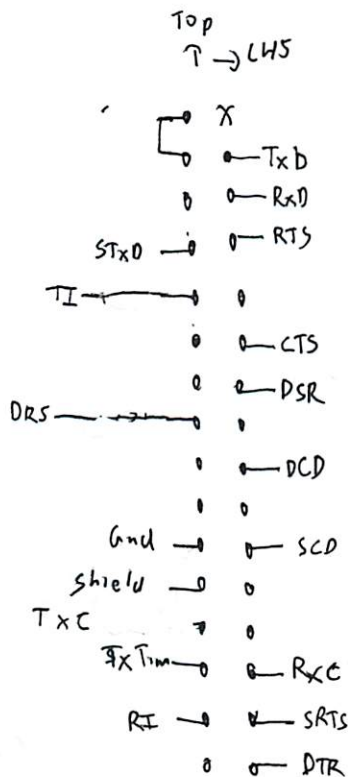 Top
↑ → LHS
X
TxD
RxD
STxD RTS
TI
CTS
DSR
DRS
DCD
Gnd SCD
Shield
TxC
TxTim RxC
RI SRTS
DTR